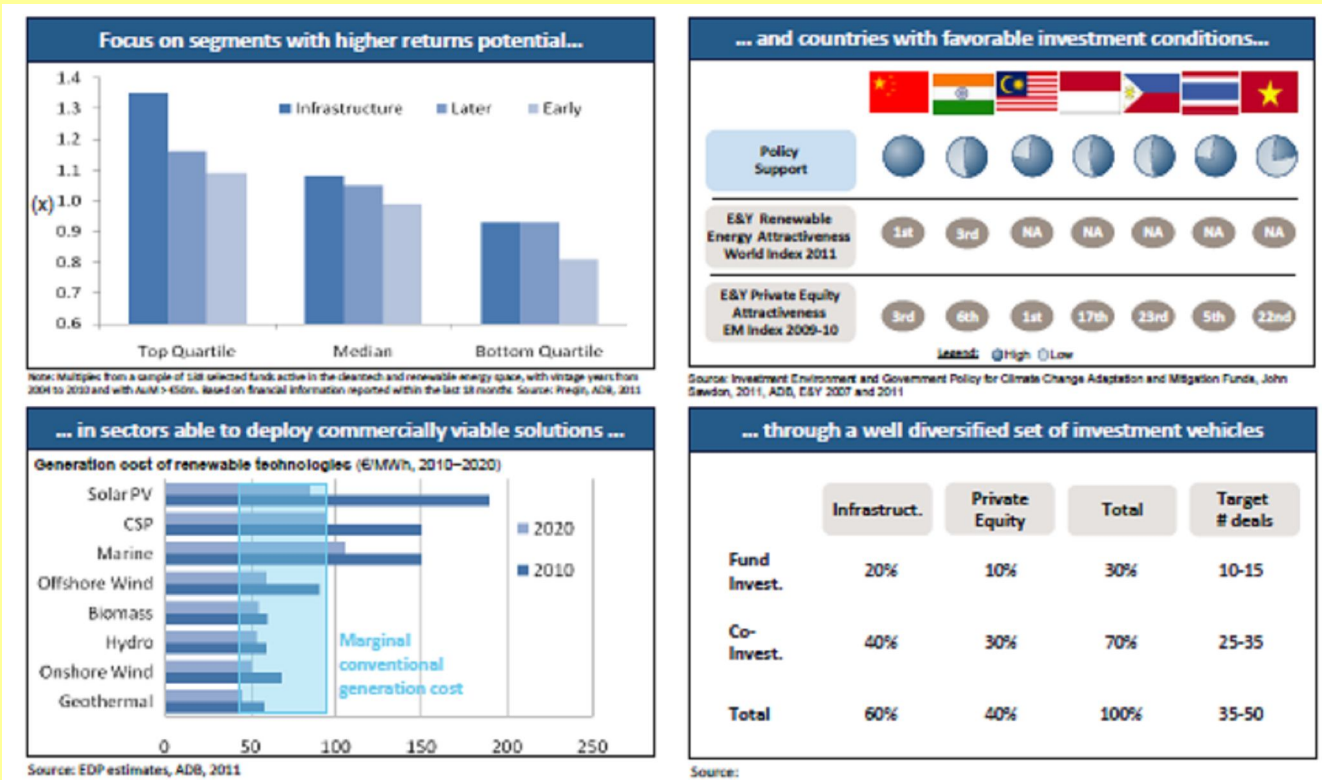 Focus on segments with higher returns potential...
1.4
1.3
1.2
1.1
(x) 1.0
0.9
0.8
0.7
0.6
Infrastructure Later Early
Top Quartile Median Bottom Quartile
Note: Multiples from a sample of selected funds active in the cleantech and renewable energy space, with vintage years from
2004 to 2010 and with AuM > €50m. Based on financial information reported within the last 18 months. Source: Preqin, ADB, 2011
... and countries with favorable investment conditions...
Policy
Support
E&Y Renewable
Energy Attractiveness
World Index 2011
1st 3rd NA NA NA NA NA
E&Y Private Equity
Attractiveness
EM Index 2009-10
3rd 6th 1st 17th 23rd 5th 22nd
Legend: High Low
Source: Investment Environment and Government Policy for Climate Change Adaptation and Mitigation Funds, John
Sawdon, 2011, ADB, E&Y 2007 and 2011
... in sectors able to deploy commercially viable solutions ...
Generation cost of renewable technologies (€/MWh, 2010–2020)
Solar PV
CSP
Marine
Offshore Wind
Biomass
Hydro
Onshore Wind
Geothermal
2020
2010
Marginal
conventional
generation cost
0 50 100 150 200 250
Source: EDP estimates, ADB, 2011
... through a well diversified set of investment vehicles
Infrastruct. Private Equity Total Target # deals
Fund
Invest. 20% 10% 30% 10-15
Co-
Invest. 40% 30% 70% 25-35
Total 60% 40% 100% 35-50
Source: